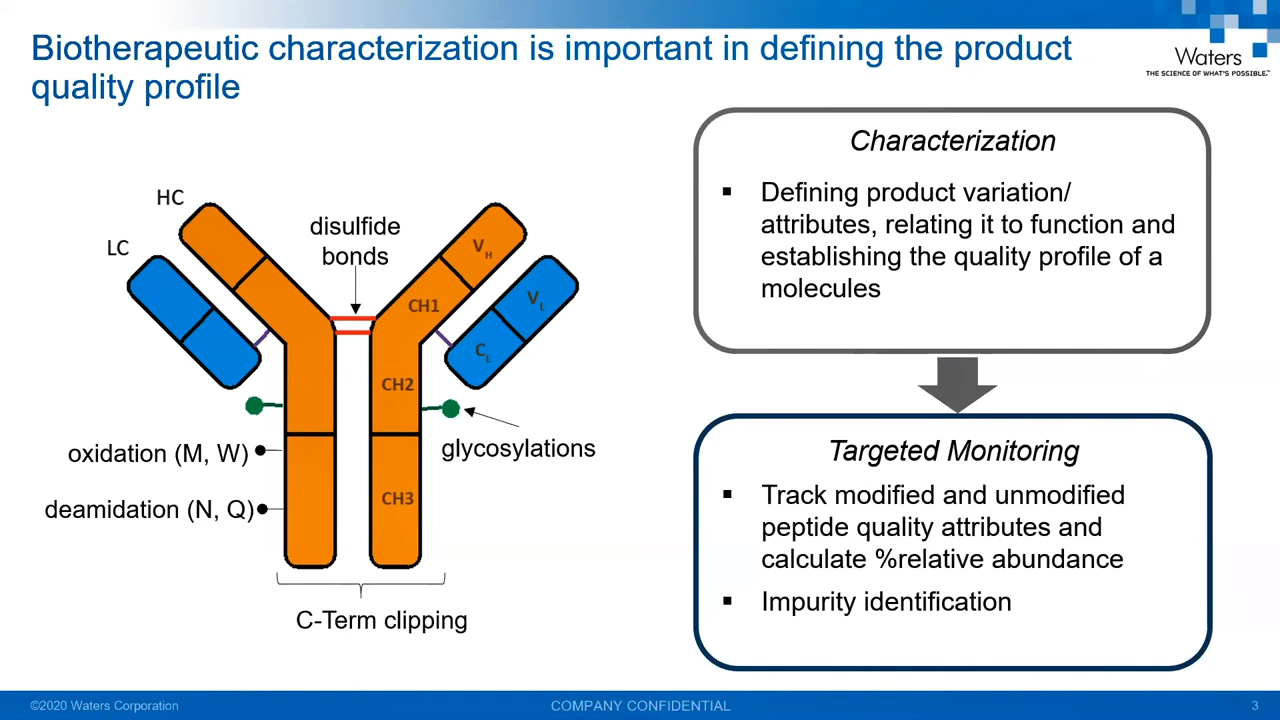 Biotherapeutic characterization is important in defining the product
quality profile
Waters
THE SCIENCE OF WHAT'S POSSIBLE.™
HC
LC
disulfide
bonds
VH
CH1
VL
CL
CH2
glycosylations
oxidation (M, W)
deamidation (N, Q)
CH3
C-Term clipping
Characterization
▪ Defining product variation/
attributes, relating it to function and
establishing the quality profile of a
molecules
Targeted Monitoring
▪ Track modified and unmodified
peptide quality attributes and
calculate %relative abundance
▪ Impurity identification
©2020 Waters Corporation
COMPANY CONFIDENTIAL
3